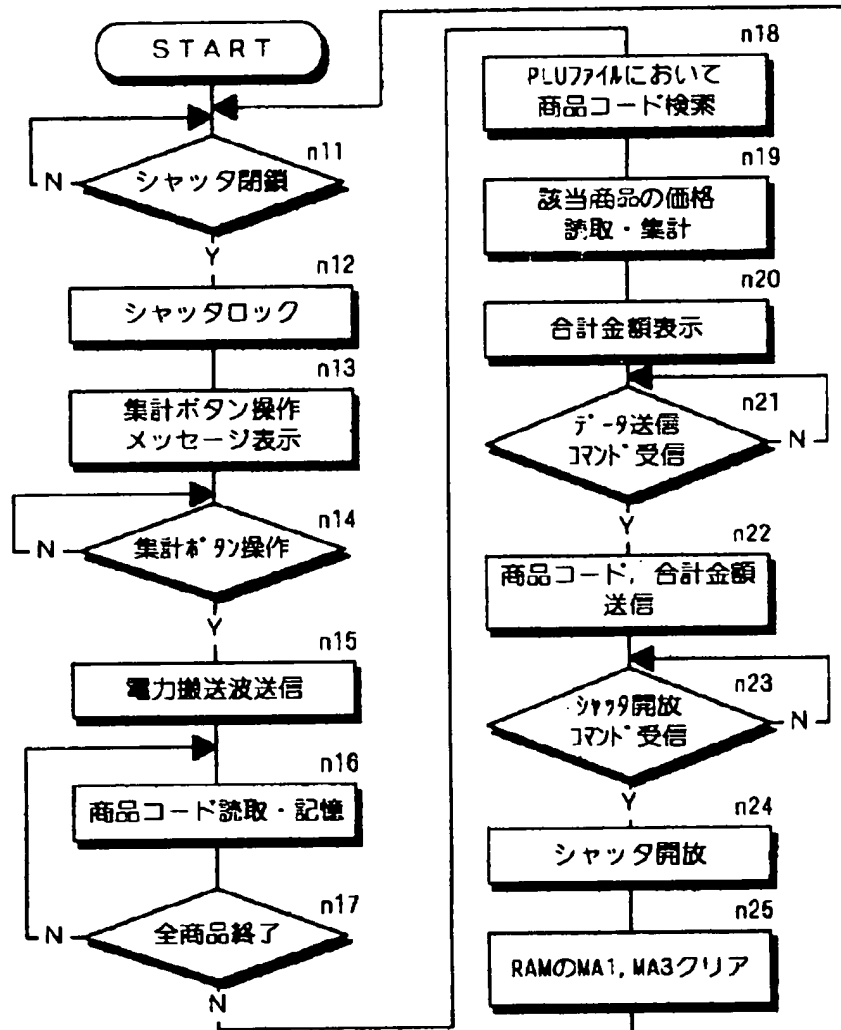 START
n11
シャッタ閉鎖
N
Y
n12
シャッタロック
n13
集計ボタン操作
メッセージ表示
n14
集計ボタン操作
N
Y
n15
電力搬送波送信
n16
商品コード読取・記憶
n17
全商品終了
N
N
n18
PLUファイルにおいて
商品コード検索
n19
該当商品の価格
読取・集計
n20
合計金額表示
n21
データ送信
コマンド受信
N
Y
n22
商品コード,合計金額
送信
n23
シャッタ開放
コマンド受信
N
Y
n24
シャッタ開放
n25
RAMのMA1,MA3クリア